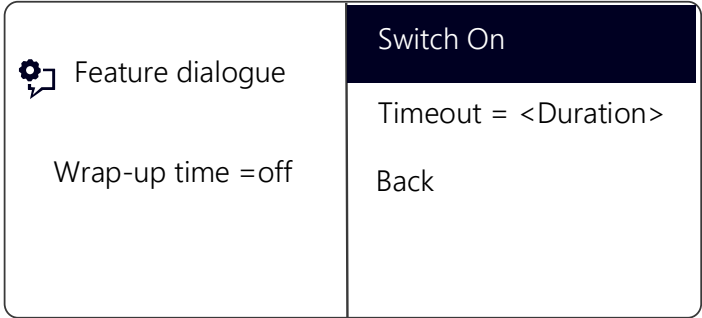 Feature dialogue
Wrap-up time =off
Switch On
Timeout = <Duration>
Back